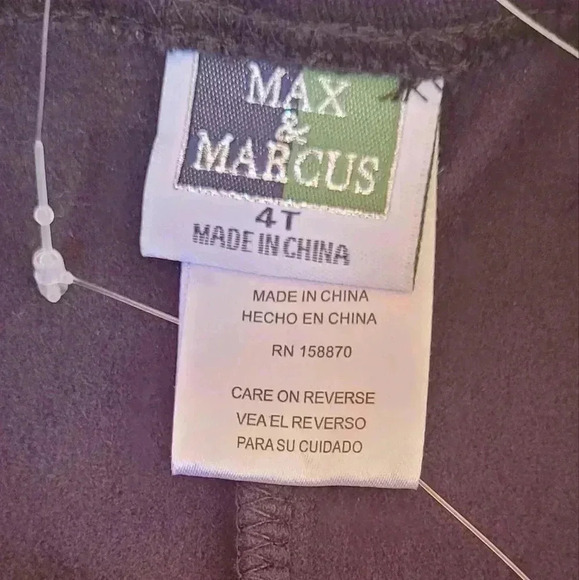 MAX
&
MARCUS
4T
MADE IN CHINA
MADE IN CHINA
HECHO EN CHINA
RN 158870
CARE ON REVERSE
VEA EL REVERSO
PARA SU CUIDADO